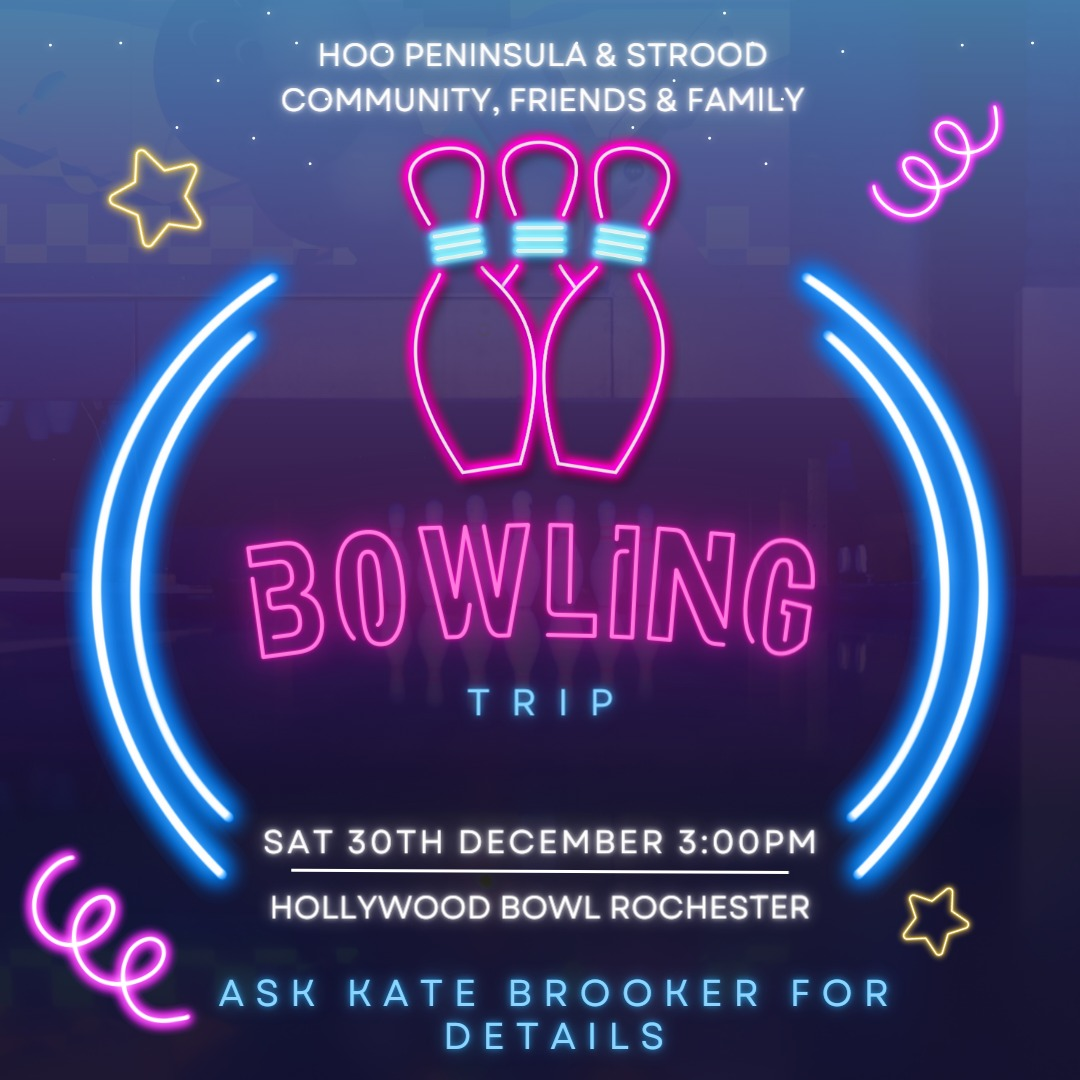 HOO PENINSULA & STROOD
COMMUNITY, FRIENDS & FAMILY
BOWLING
TRIP
SAT 30TH DECEMBER 3:00PM
HOLLYWOOD BOWL ROCHESTER
ASK KATE BROOKER FOR
DETAILS